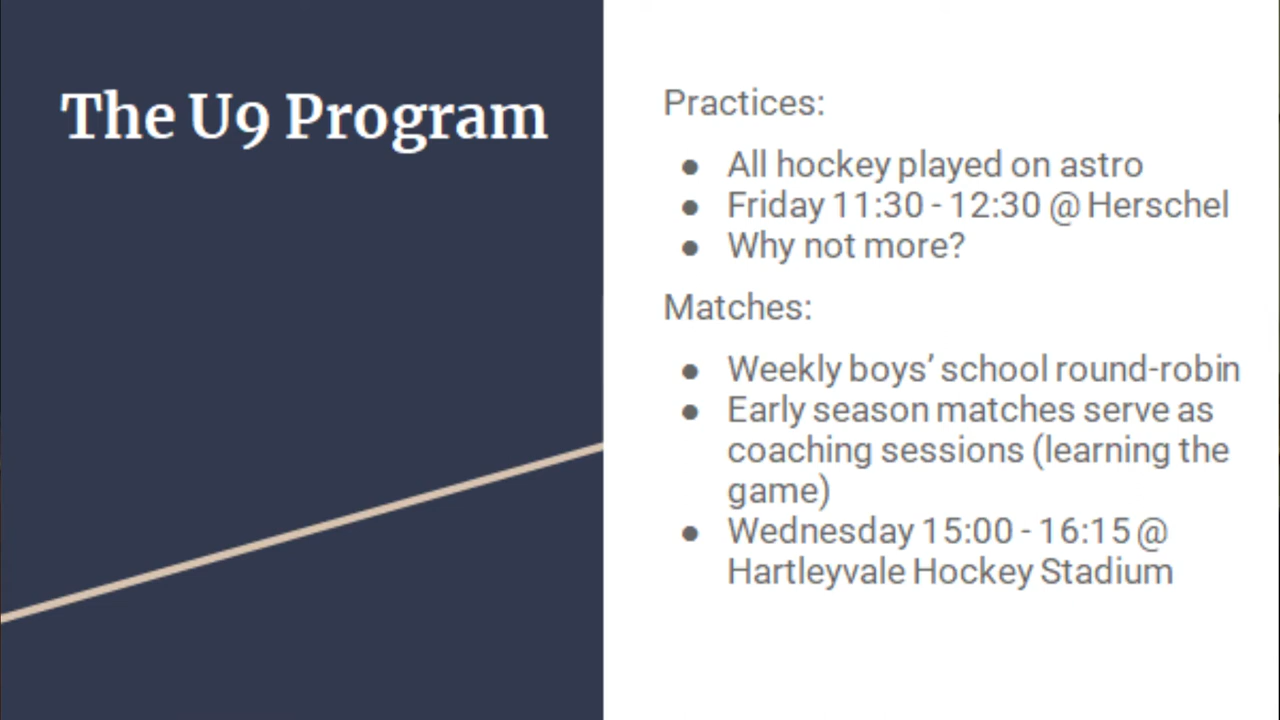 The U9 Program
Practices:
● All hockey played on astro
● Friday 11:30 - 12:30 @ Herschel
● Why not more?
Matches:
● Weekly boys’ school round-robin
● Early season matches serve as
coaching sessions (learning the
game)
● Wednesday 15:00 - 16:15 @
Hartleyvale Hockey Stadium